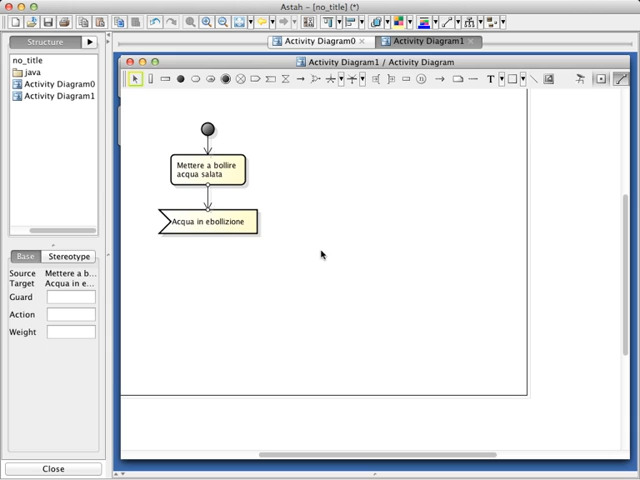 Astah - [no_title] (*)
Structure
Activity Diagram0
Activity Diagram1
no_title
java
Activity Diagram0
Activity Diagram1
Activity Diagram1 / Activity Diagram
T
Mettere a bollire
acqua salata
Acqua in ebollizione
Base
Stereotype
Source
Mettere a b...
Target
Acqua in e...
Guard
Action
Weight
Close